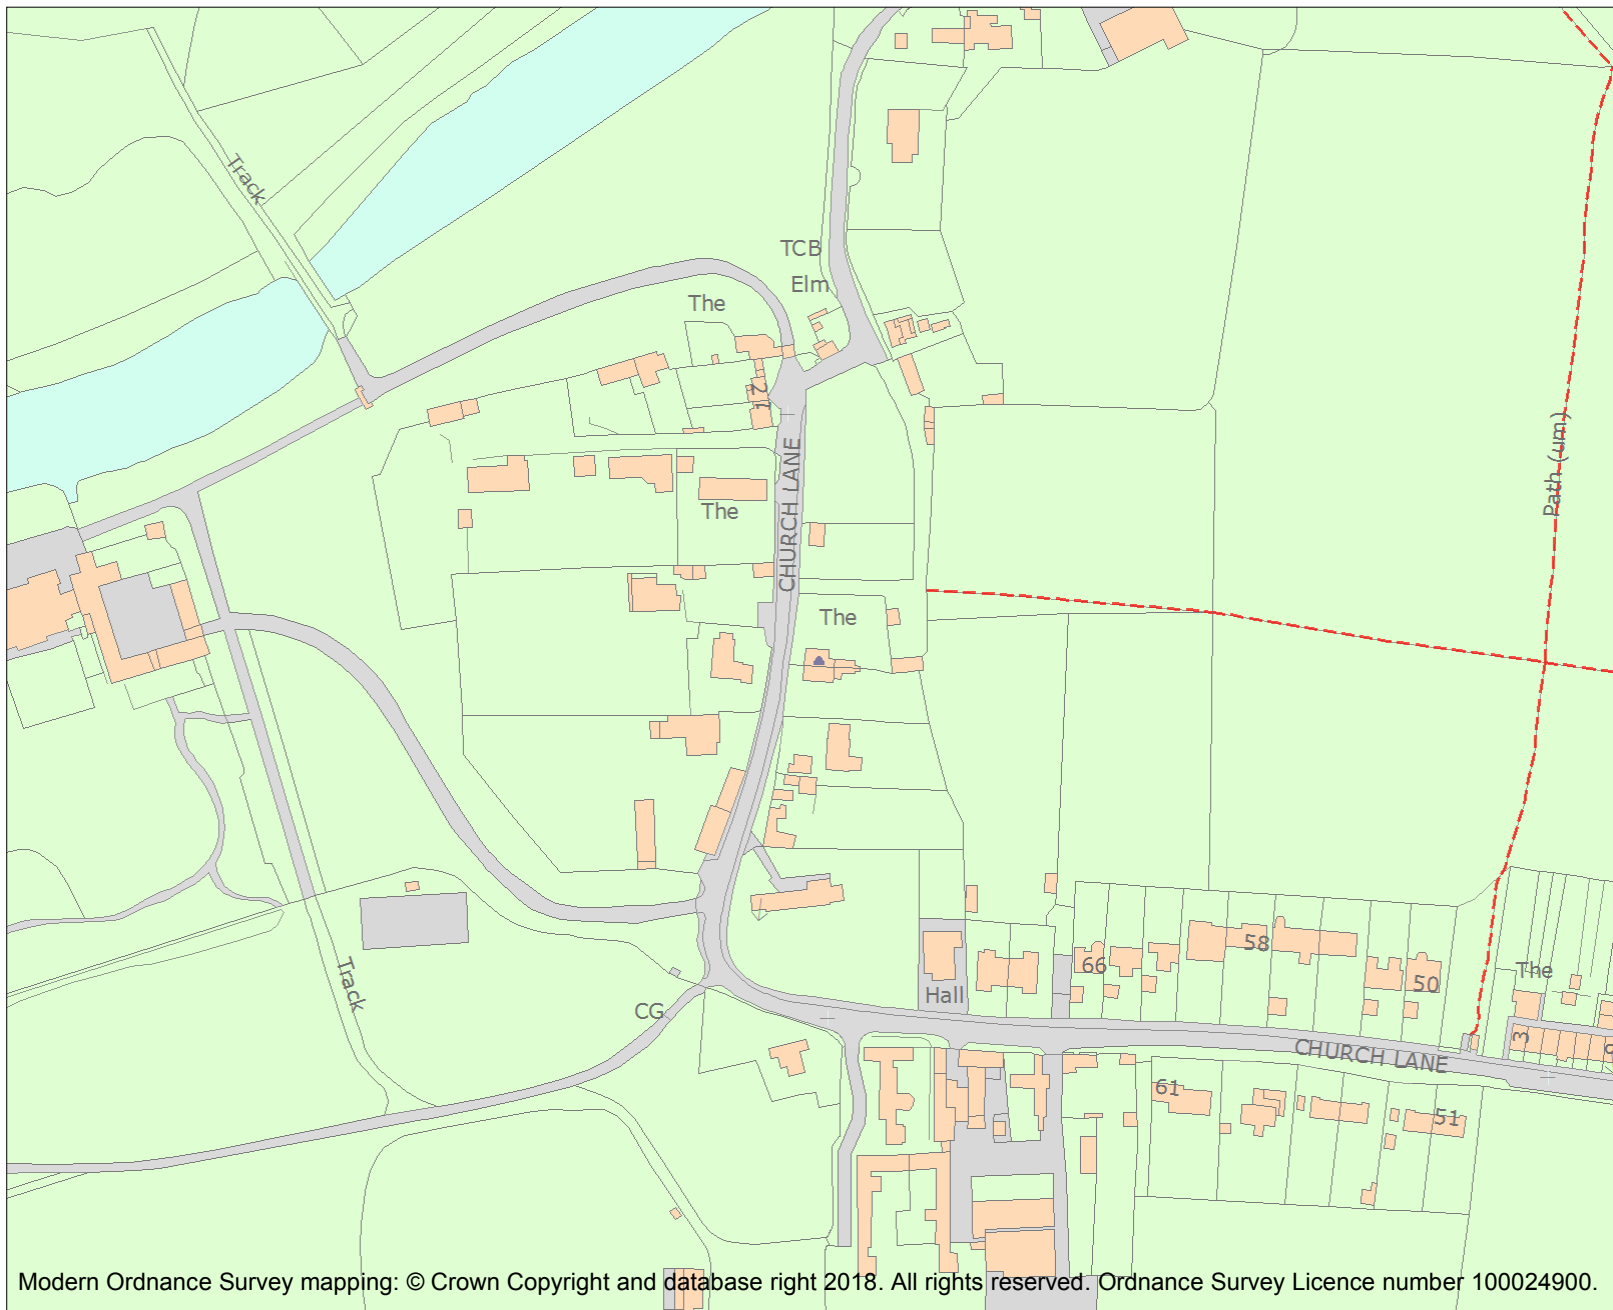 Track
TCB
Elm
The
2
1
CHURCH LANE
The
Path (um)
The
58
66
50
The
Track
Hall
CG
3
CHURCH LANE
61
51
Modern Ordnance Survey mapping: © Crown Copyright and database right 2018. All rights reserved. Ordnance Survey Licence number 100024900.